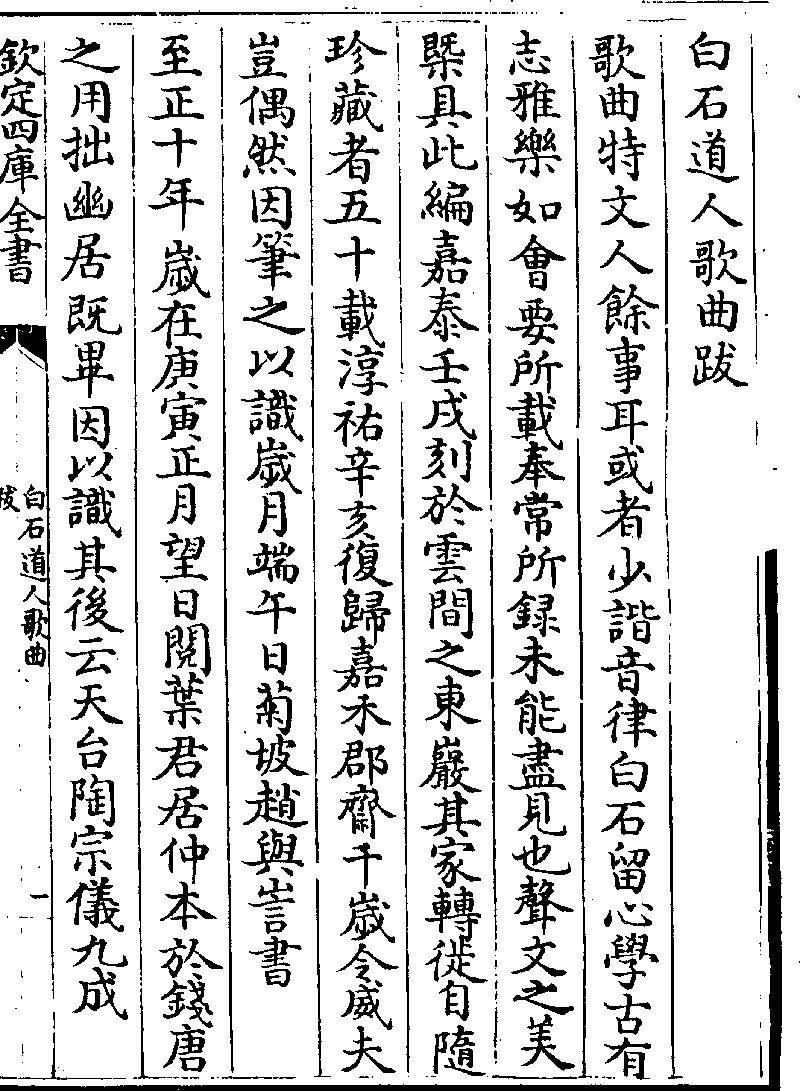 白石道人歌曲跋
歌曲特文人餘事耳或者少諧音律白石留心學古有
志雅樂如會要所載奉常所録未能盡見也聲文之美
槩具此編嘉泰壬戌刻於雲間之東巖其家轉徙自隨
珍藏者五十載淳祐辛亥復歸嘉禾郡齋千歳令威夫
豈偶然因筆之以識歳月端午日菊坡趙與訔書
至正十年歳在庚寅正月望日閱葉君居仲本於錢唐
之用拙幽居既畢因以識其後云天台陶宗儀九成
欽定四庫全書
白石道人歌曲
跋
一